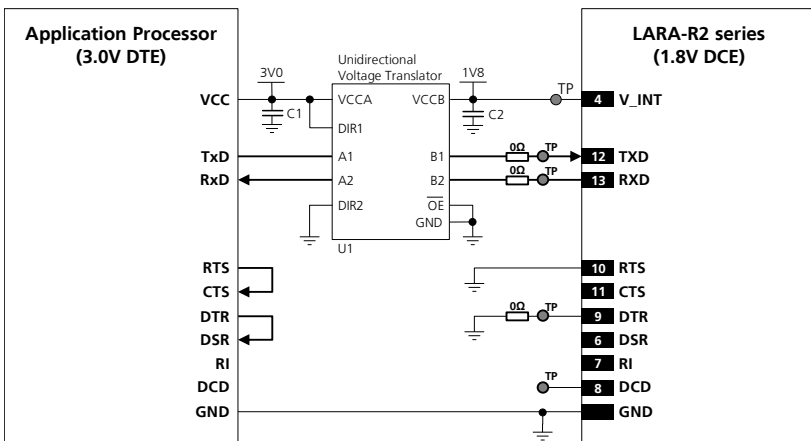 Application Processor
(3.0V DTE)
LARA-R2 series
(1.8V DCE)
Unidirectional
Voltage Translator
3V0
1V8
TP
VCC
C1
VCCA
VCCB
C2
4
V_INT
DIR1
0Ω
TP
TxD
A1
B1
12
TXD
0Ω
TP
RxD
A2
B2
13
RXD
DIR2
OE
GND
U1
RTS
10
RTS
CTS
11
CTS
0Ω
TP
DTR
9
DTR
DSR
6
DSR
RI
7
RI
TP
DCD
8
DCD
GND
GND